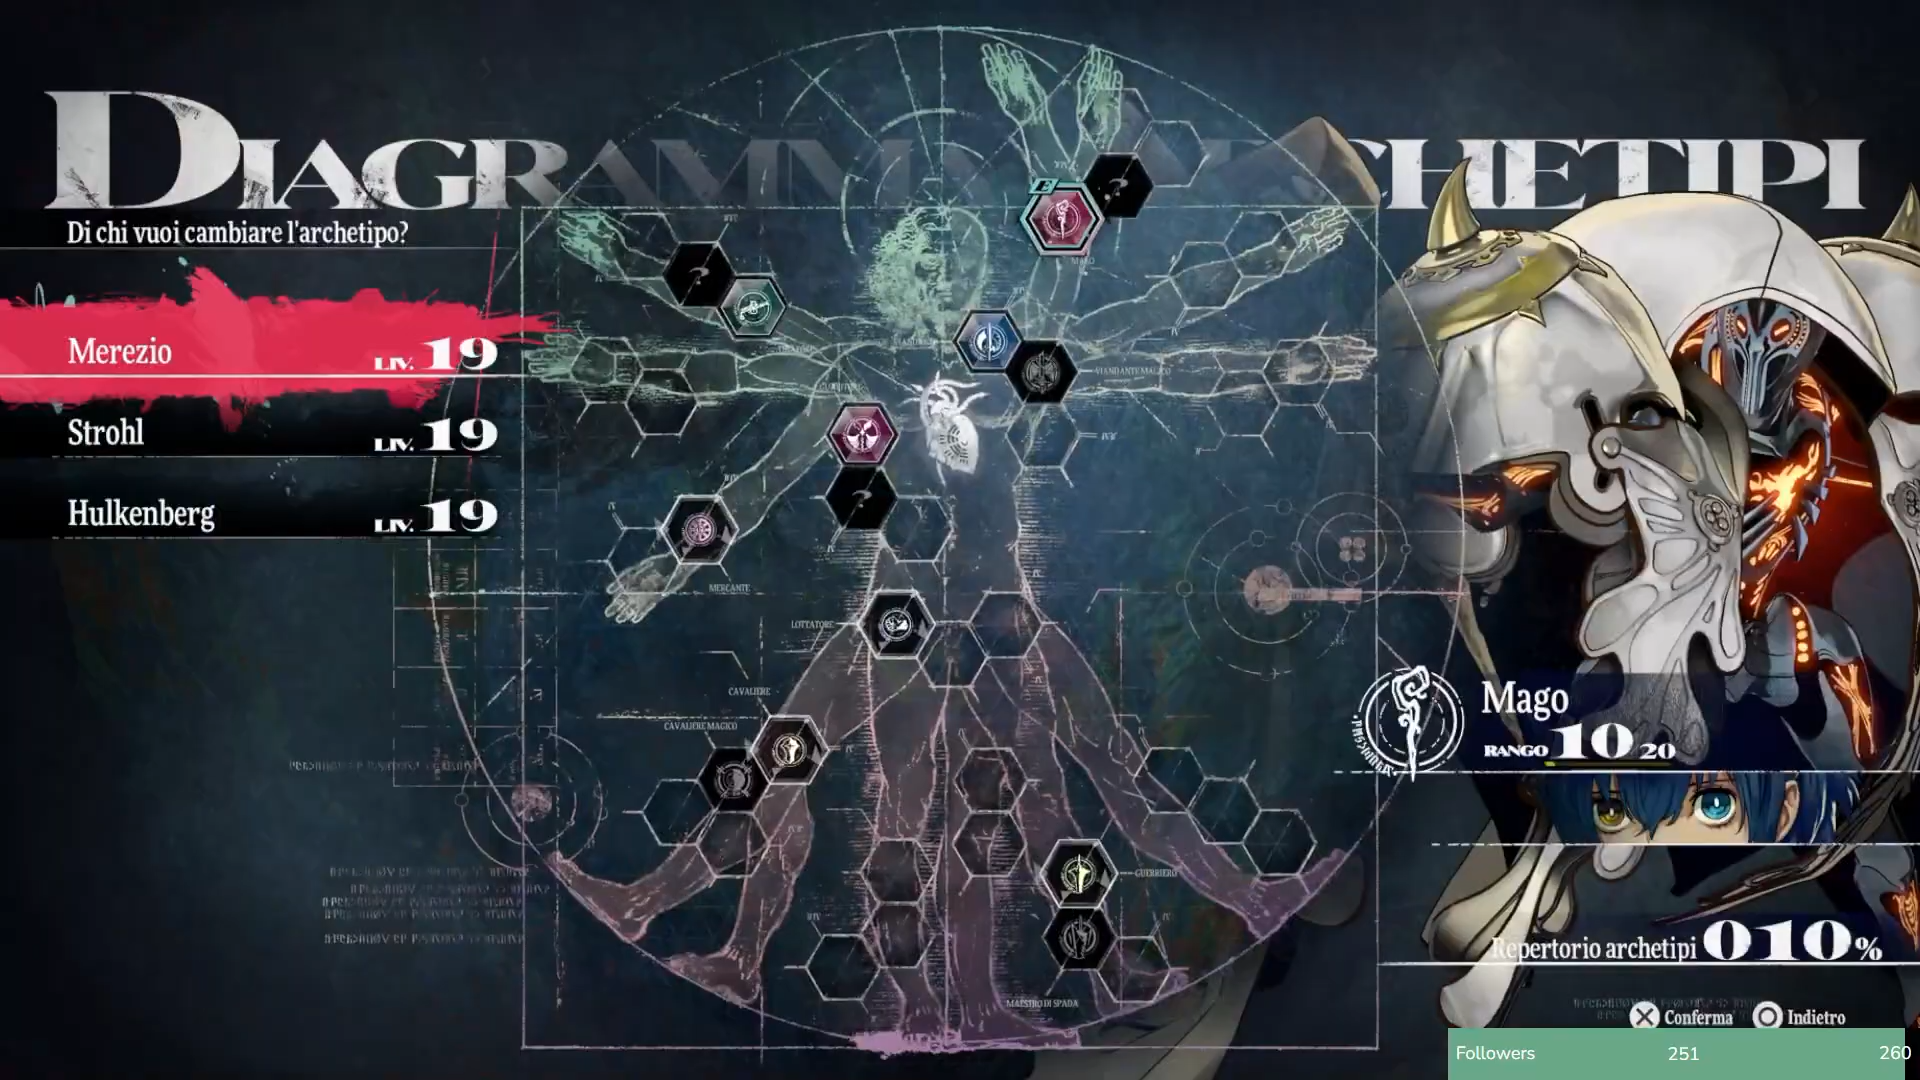 DIAGRAMMA ARCHETIPI
Di chi vuoi cambiare l'archetipo?
Merezio LIV. 19
Strohl LIV. 19
Hulkenberg LIV. 19
E
?
MAGO
?
VIANDANTE MAGICO
?
MERCANTE
LOTTATORE
CAVALIERE
CAVALIERE MAGICO
GUERRIERO
MAESTRO DI SPADA
Mago
RANGO 10 20
Repertorio archetipi 010%
Conferma Indietro
Followers 251 260